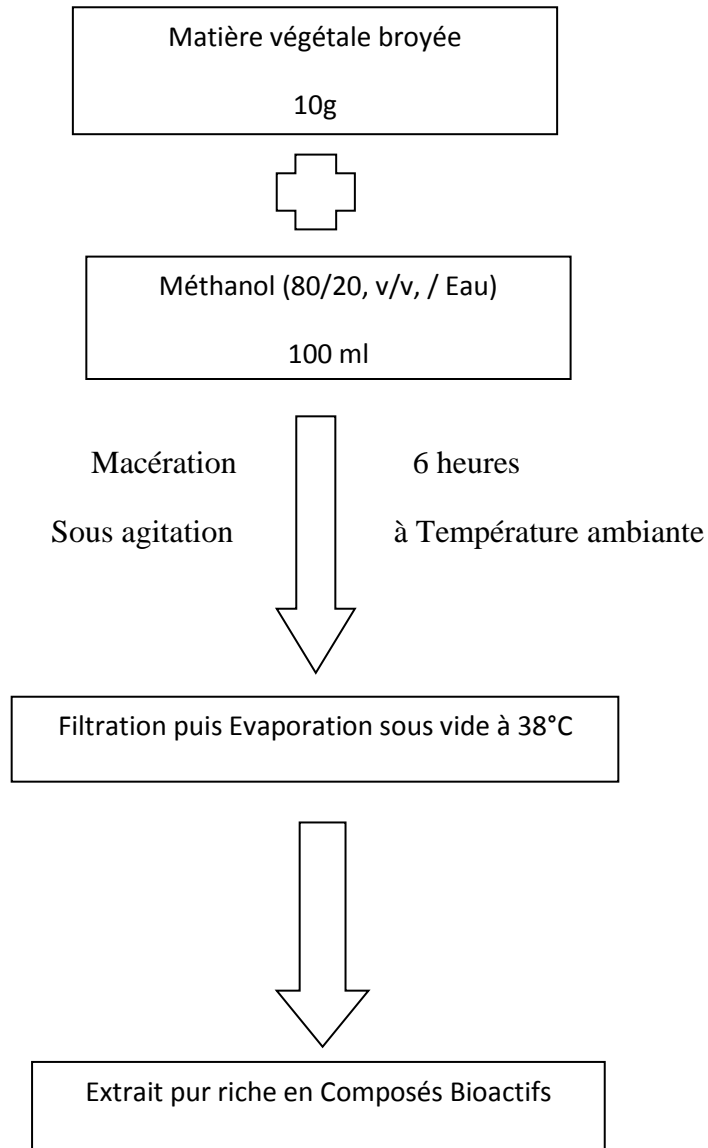 Matière végétale broyée
10g
Méthanol (80/20, v/v, / Eau)
100 ml
Macération 6 heures
Sous agitation à Température ambiante
Filtration puis Evaporation sous vide à 38°C
Extrait pur riche en Composés Bioactifs